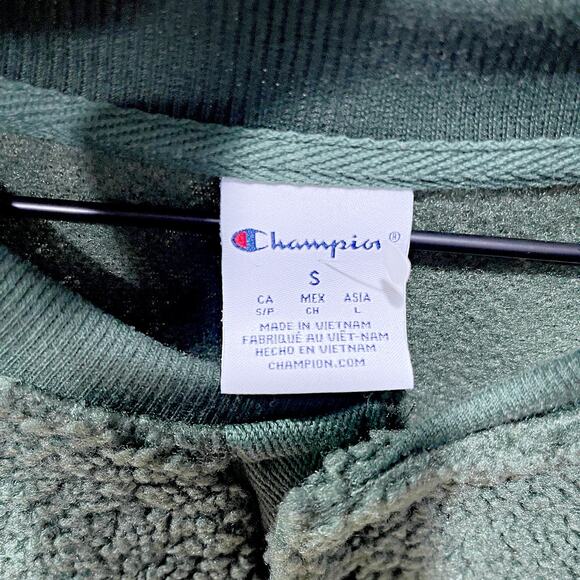 Champion ®
S
CA MEX ASIA
S/P CH L
MADE IN VIETNAM
FABRIQUÉ AU VIÊT-NAM
HECHO EN VIETNAM
CHAMPION.COM